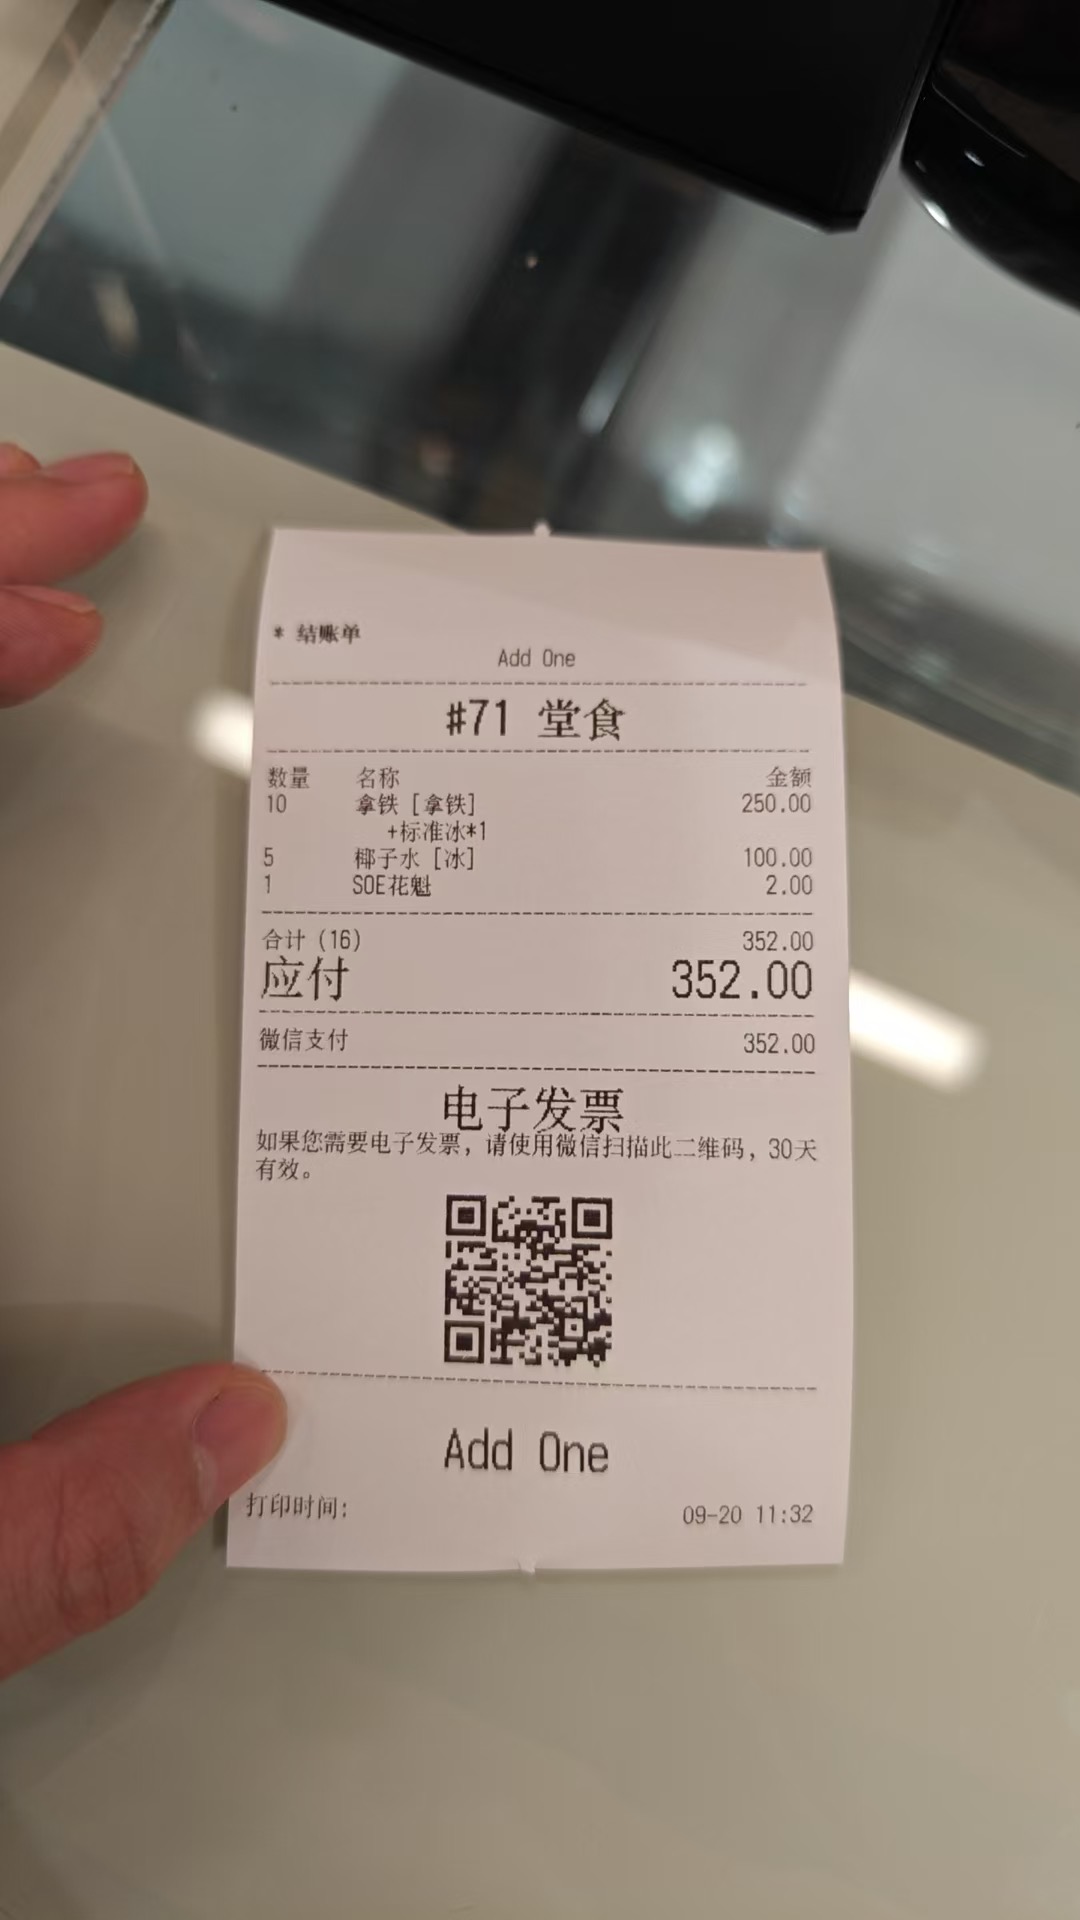 * 结账单
Add One
#71 堂食
数量 名称 金额
10 拿铁 [拿铁] 250.00
+标准冰*1
5 椰子水 [冰] 100.00
1 SOE花魁 2.00
合计 (16) 352.00
应付 352.00
微信支付 352.00
电子发票
如果您需要电子发票，请使用微信扫描此二维码，30天
有效。
Add One
打印时间: 09-20 11:32